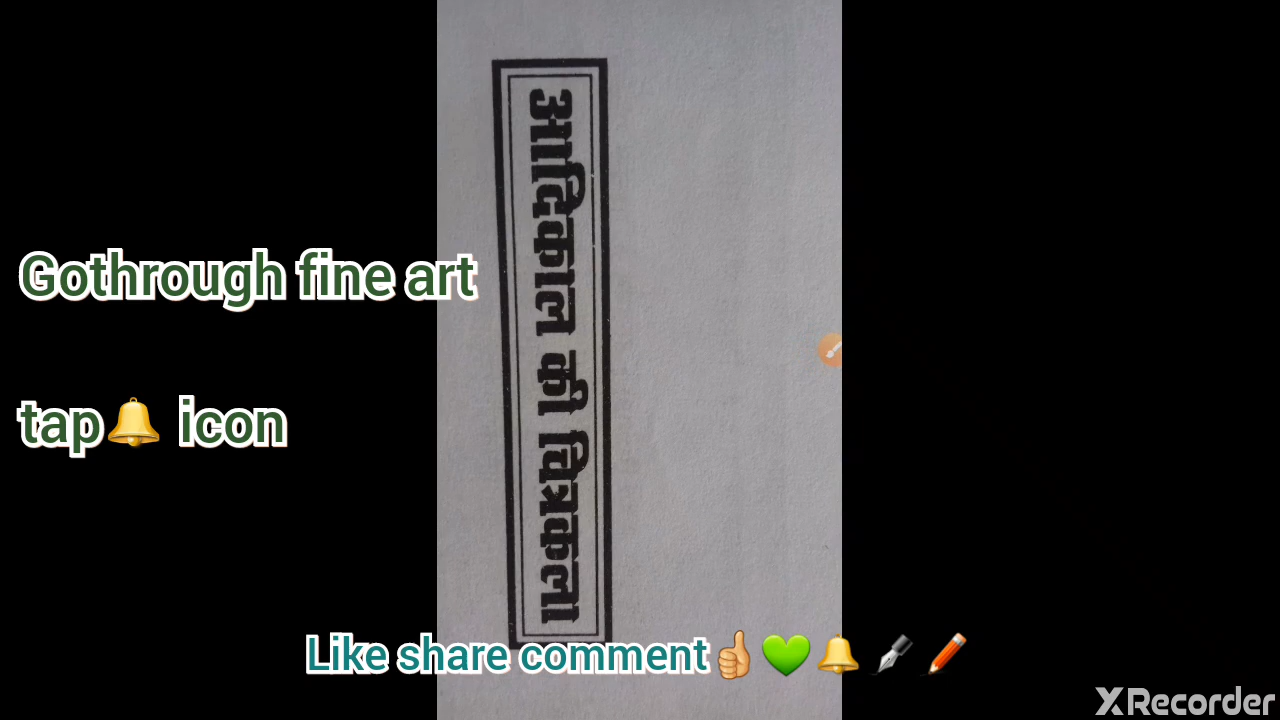 आदिकाल की चित्रकला
Gothrough fine art
tap🔔 icon
Like share comment👍💚🔔✒️✏️
XRecorder